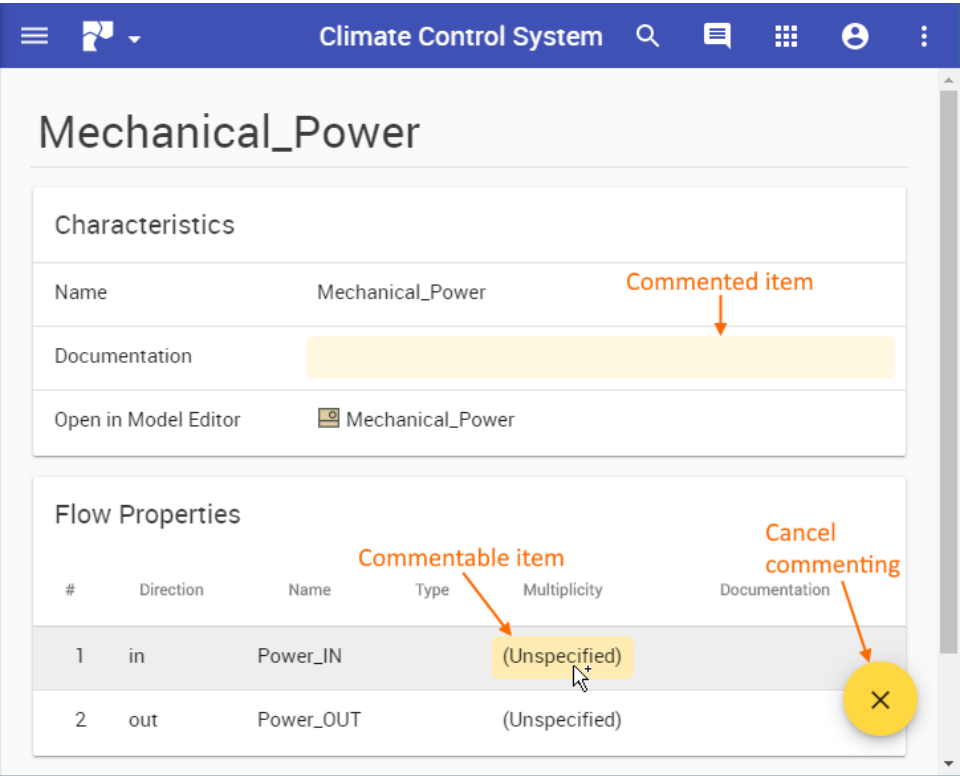 Climate Control System
Mechanical_Power
Characteristics
Name Mechanical_Power
Commented item
Documentation
Open in Model Editor Mechanical_Power
Flow Properties
Commentable item
Cancel
commenting
# Direction Name Type Multiplicity Documentation
1 in Power_IN (Unspecified)
2 out Power_OUT (Unspecified)